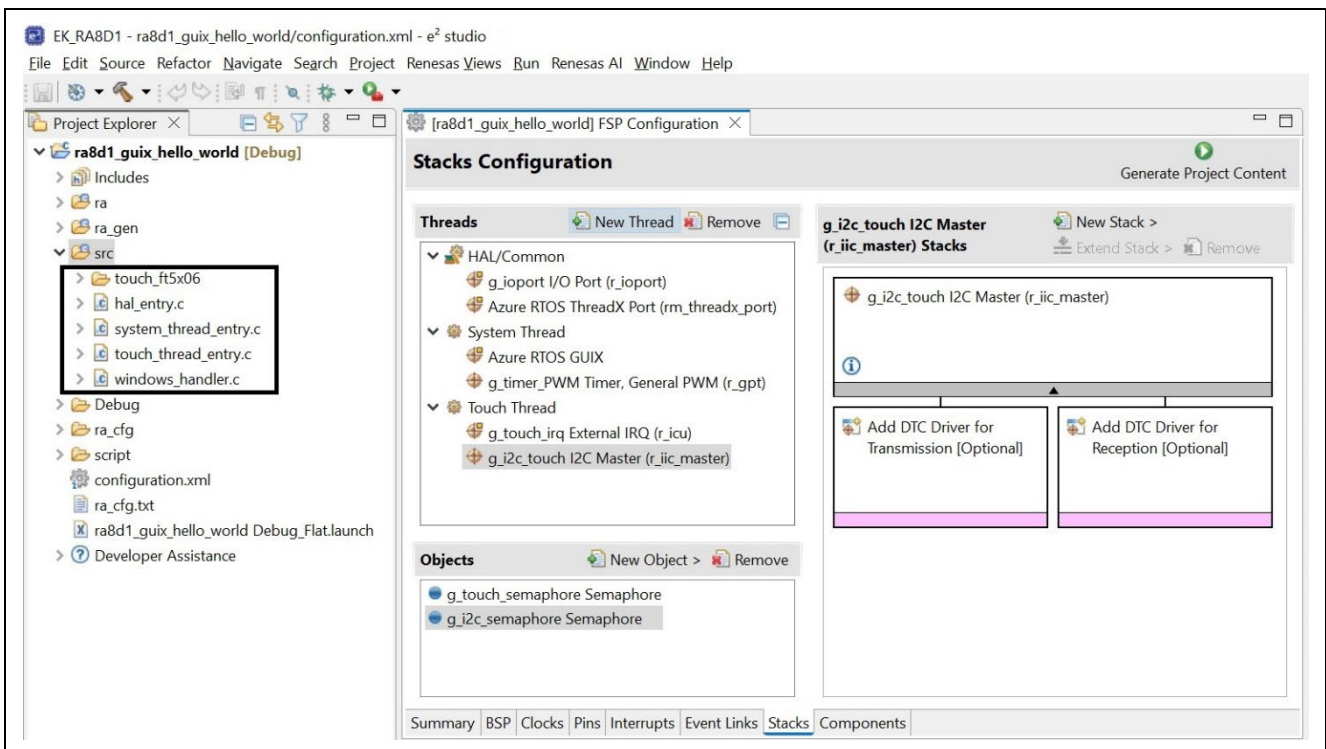 EK_RA8D1 - ra8d1_guix_hello_world/configuration.xml - e² studio
File Edit Source Refactor Navigate Search Project Renesas Views Run Renesas AI Window Help
Project Explorer
ra8d1_guix_hello_world [Debug]
Includes
ra
ra_gen
src
touch_ft5x06
hal_entry.c
system_thread_entry.c
touch_thread_entry.c
windows_handler.c
Debug
ra_cfg
script
configuration.xml
ra_cfg.txt
ra8d1_guix_hello_world Debug_Flat.launch
Developer Assistance
[ra8d1_guix_hello_world] FSP Configuration
Stacks Configuration
Generate Project Content
Threads New Thread Remove
HAL/Common
g_ioport I/O Port (r_ioport)
Azure RTOS ThreadX Port (rm_threadx_port)
System Thread
Azure RTOS GUIX
g_timer_PWM Timer, General PWM (r_gpt)
Touch Thread
g_touch_irq External IRQ (r_icu)
g_i2c_touch I2C Master (r_iic_master)
Objects New Object > Remove
g_touch_semaphore Semaphore
g_i2c_semaphore Semaphore
g_i2c_touch I2C Master
(r_iic_master) Stacks
New Stack >
Extend Stack > Remove
g_i2c_touch I2C Master (r_iic_master)
Add DTC Driver for
Transmission [Optional]
Add DTC Driver for
Reception [Optional]
Summary BSP Clocks Pins Interrupts Event Links Stacks Components